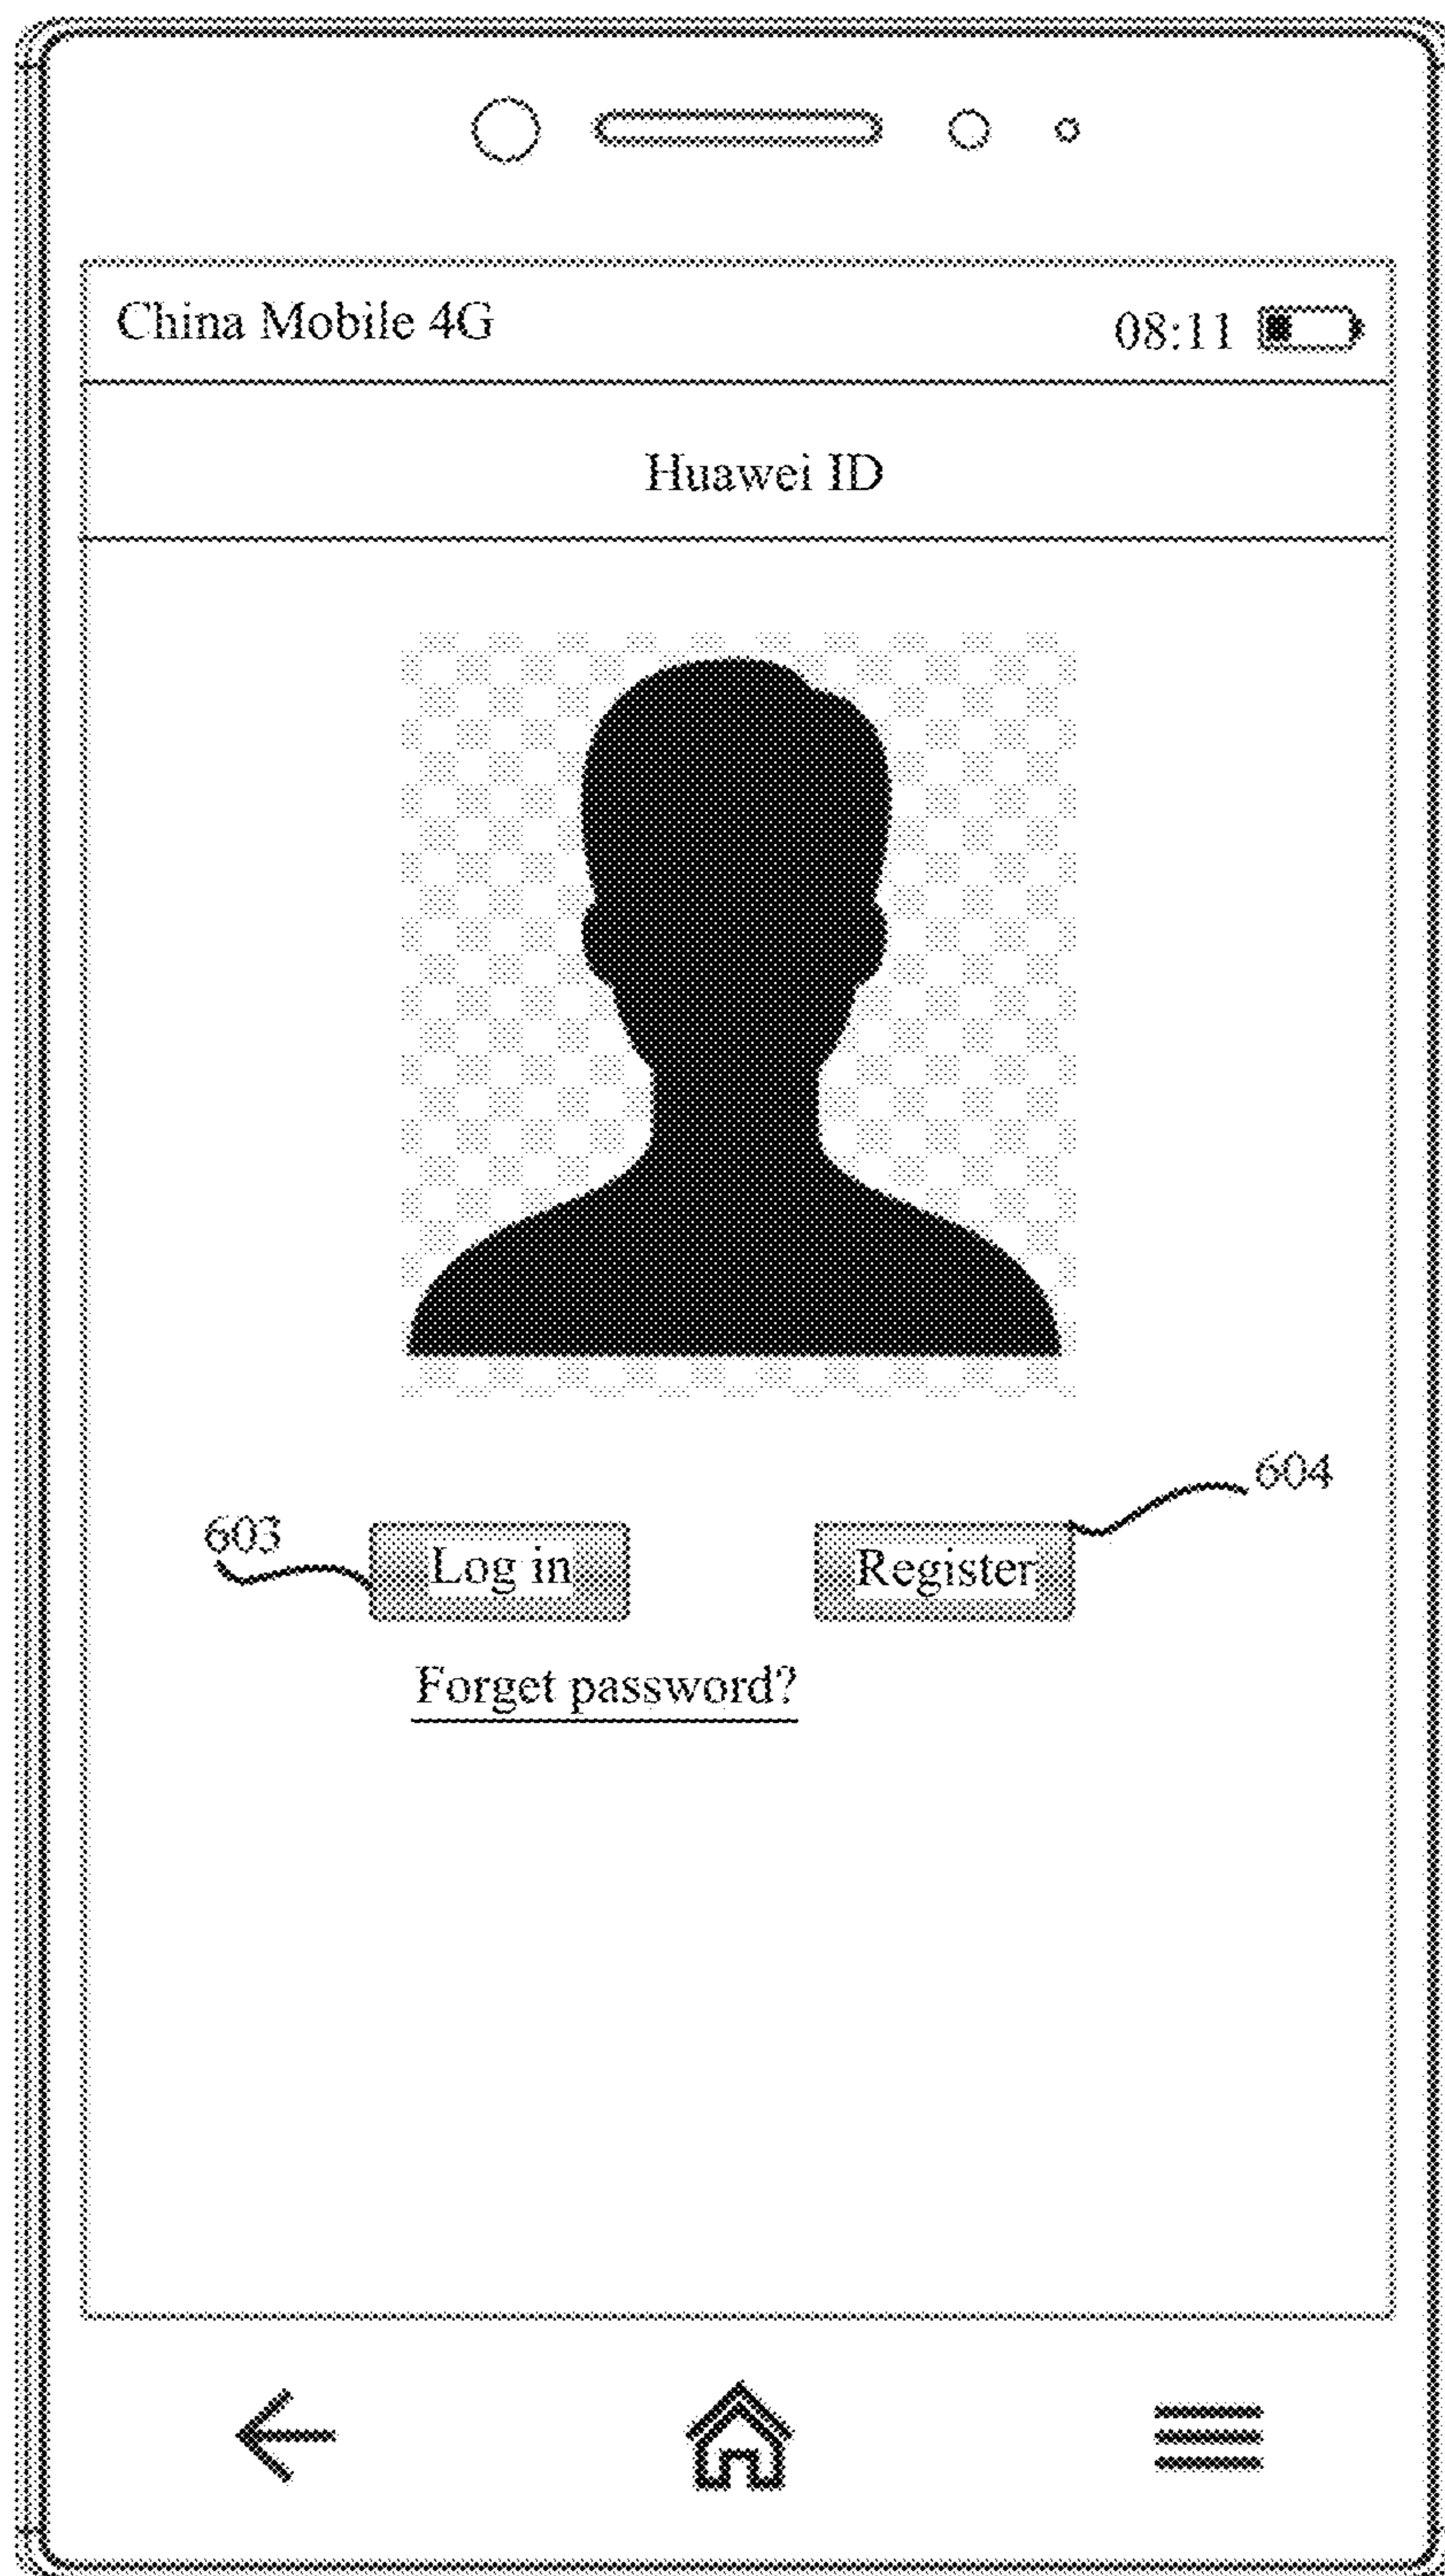 China Mobile 4G 08:11
Huawei ID
604
603 Log in Register
Forget password?